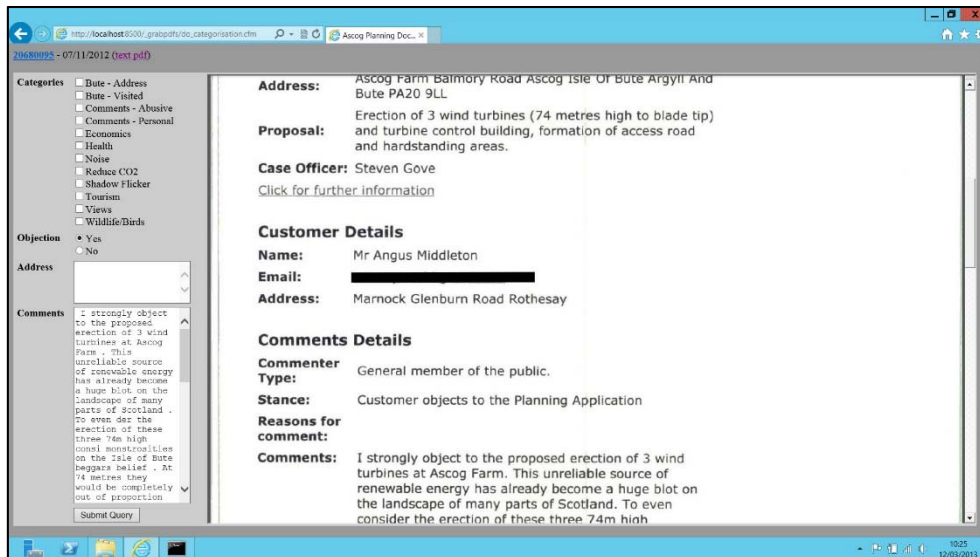 http://localhost:8500/_grabpdfs/do_categorisation.cfm
Ascog Planning Doc...
20680095 - 07/11/2012 (text pdf)
Categories
Bute - Address
Bute - Visited
Comments - Abusive
Comments - Personal
Economics
Health
Noise
Reduce CO2
Shadow Flicker
Tourism
Views
Wildlife/Birds
Objection
Yes
No
Address
Comments
I strongly object
to the proposed
erection of 3 wind
turbines at Ascog
Farm . This
unreliable source
of renewable energy
has already become
a huge blot on the
landscape of many
parts of Scotland .
To even der the
erection of these
three 74m high
consi monstrosities
on the Isle of Bute
beggars belief . At
74 metres they
would be completely
out of proportion
Submit Query
Address: Ascog Farm Balmory Road Ascog Isle Of Bute Argyll And
Bute PA20 9LL
Proposal: Erection of 3 wind turbines (74 metres high to blade tip)
and turbine control building, formation of access road
and hardstanding areas.
Case Officer: Steven Gove
Click for further information
Customer Details
Name: Mr Angus Middleton
Email:
Address: Marnock Glenburn Road Rothesay
Comments Details
Commenter
Type: General member of the public.
Stance: Customer objects to the Planning Application
Reasons for
comment:
Comments: I strongly object to the proposed erection of 3 wind
turbines at Ascog Farm. This unreliable source of
renewable energy has already become a huge blot on
the landscape of many parts of Scotland. To even
consider the erection of these three 74m high
10:25
12/03/2013